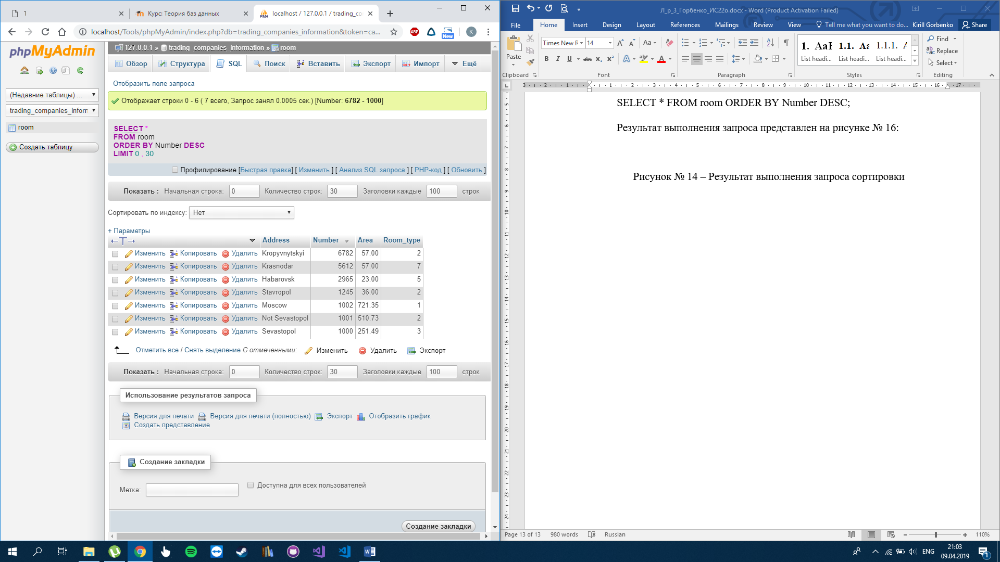 1
Курс: Теория баз данных
localhost / 127.0.0.1 / trading_co
localhost/Tools/phpMyAdmin/index.php?db=trading_companies_information&token=ca...
ABP
New
K
phpMyAdmin
(Недавние таблицы) ...
trading_companies_inforr
room
Создать таблицу
127.0.0.1 » trading_companies_information » room
Обзор
Структура
SQL
Поиск
Вставить
Экспорт
Импорт
Ещё
Отобразить поле запроса
Отображает строки 0 - 6 ( 7 всего, Запрос занял 0.0005 сек.) [Number: 6782 - 1000]
SELECT *
FROM room
ORDER BY Number DESC
LIMIT 0 , 30
Профилирование [Быстрая правка] [ Изменить ] [ Анализ SQL запроса ] [ PHP-код ] [ Обновить ]
Показать : Начальная строка: 0 Количество строк: 30 Заголовки каждые 100 строк
Сортировать по индексу: Нет
+ Параметры
Address Number Area Room_type
Изменить Копировать Удалить Kropyvnytskyi 6782 57.00 2
Изменить Копировать Удалить Krasnodar 5612 57.00 7
Изменить Копировать Удалить Habarovsk 2965 23.00 5
Изменить Копировать Удалить Stavropol 1245 36.00 2
Изменить Копировать Удалить Moscow 1002 721.35 1
Изменить Копировать Удалить Not Sevastopol 1001 510.73 2
Изменить Копировать Удалить Sevastopol 1000 251.49 3
Отметить все / Снять выделение С отмеченными: Изменить Удалить Экспорт
Показать : Начальная строка: 0 Количество строк: 30 Заголовки каждые 100 строк
Использование результатов запроса
Версия для печати Версия для печати (полностью) Экспорт Отобразить график
Создать представление
Создание закладки
Метка:
Доступна для всех пользователей
Создание закладки
Л_р_3_Горбенко_ИС22о.docx - Word (Product Activation Failed)
File Home Insert Design Layout References Mailings Review View Tell me what you want to do... Kirill Gorbenko Share
Paste
Times New R 14
Clipboard Font Paragraph Styles Editing
1. AaI 1.1. Aa 1.1.1. A
List headi... List headi... List headi...
Find
Replace
Select
SELECT * FROM room ORDER BY Number DESC;
Результат выполнения запроса представлен на рисунке № 16:
Рисунок № 14 – Результат выполнения запроса сортировки
Page 13 of 13 980 words Russian 110%
ENG
21:03
09.04.2019
1